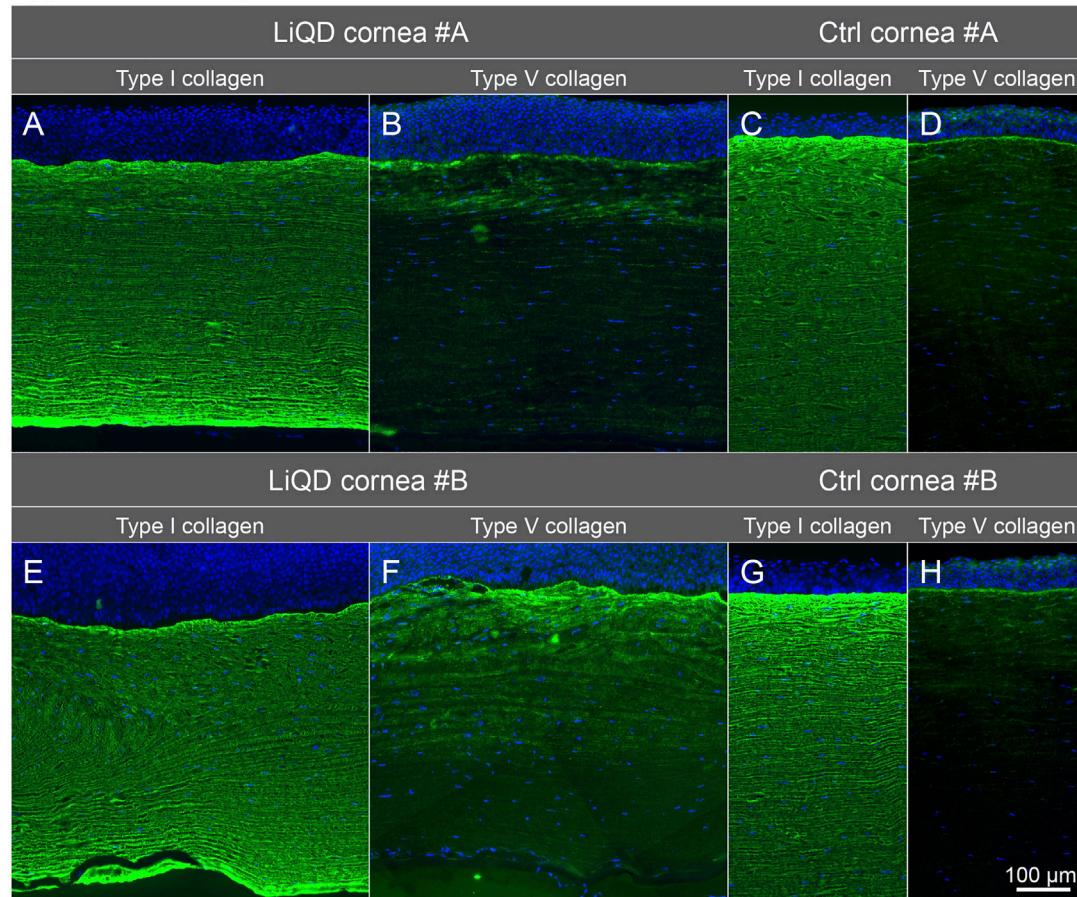 LiQD cornea #A Ctrl cornea #A
Type I collagen Type V collagen Type I collagen Type V collagen
A B C D
LiQD cornea #B Ctrl cornea #B
Type I collagen Type V collagen Type I collagen Type V collagen
E F G H
100 µm